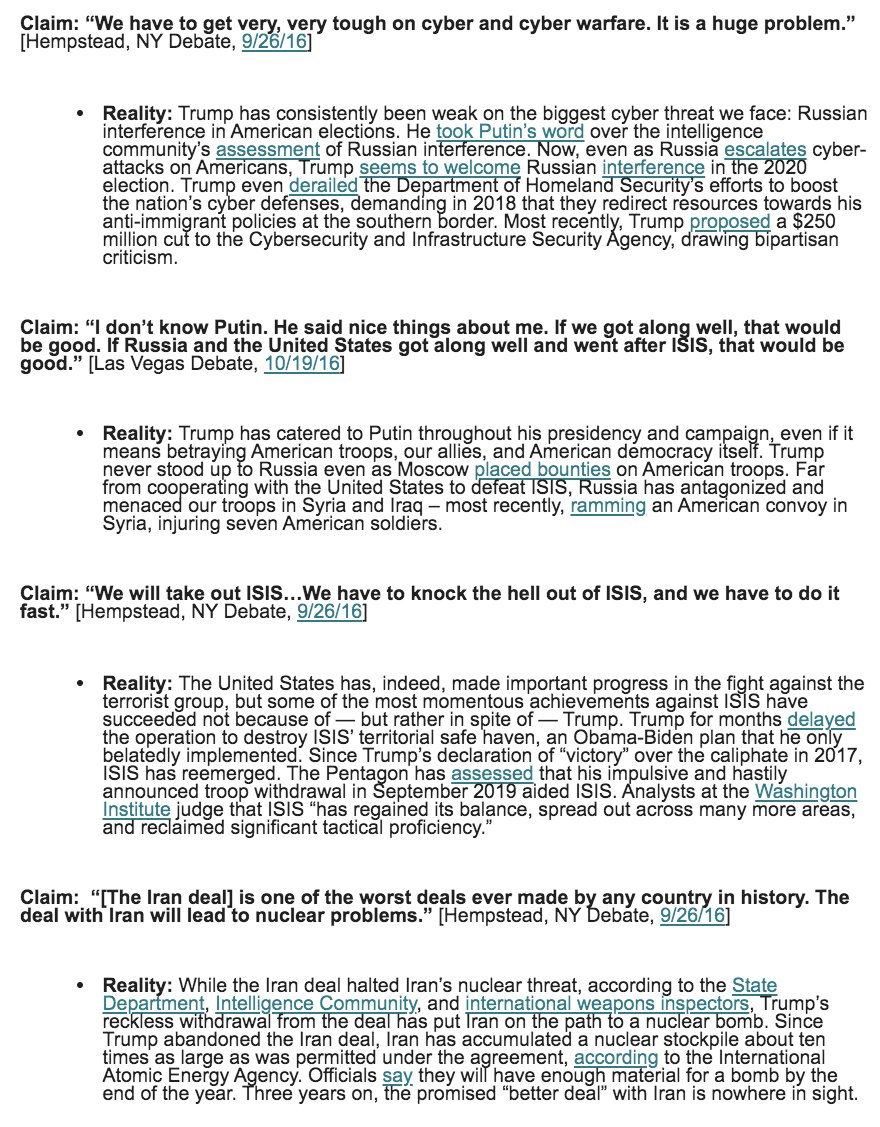 Claim: “We have to get very, very tough on cyber and cyber warfare. It is a huge problem.”
[Hempstead, NY Debate, 9/26/16]
• Reality: Trump has consistently been weak on the biggest cyber threat we face: Russian
interference in American elections. He took Putin’s word over the intelligence
community’s assessment of Russian interference. Now, even as Russia escalates cyber-
attacks on Americans, Trump seems to welcome Russian interference in the 2020
election. Trump even derailed the Department of Homeland Security’s efforts to boost
the nation’s cyber defenses, demanding in 2018 that they redirect resources towards his
anti-immigrant policies at the southern border. Most recently, Trump proposed a $250
million cut to the Cybersecurity and Infrastructure Security Agency, drawing bipartisan
criticism.
Claim: “I don’t know Putin. He said nice things about me. If we got along well, that would
be good. If Russia and the United States got along well and went after ISIS, that would be
good.” [Las Vegas Debate, 10/19/16]
• Reality: Trump has catered to Putin throughout his presidency and campaign, even if it
means betraying American troops, our allies, and American democracy itself. Trump
never stood up to Russia even as Moscow placed bounties on American troops. Far
from cooperating with the United States to defeat ISIS, Russia has antagonized and
menaced our troops in Syria and Iraq – most recently, ramming an American convoy in
Syria, injuring seven American soldiers.
Claim: “We will take out ISIS…We have to knock the hell out of ISIS, and we have to do it
fast.” [Hempstead, NY Debate, 9/26/16]
• Reality: The United States has, indeed, made important progress in the fight against the
terrorist group, but some of the most momentous achievements against ISIS have
succeeded not because of — but rather in spite of — Trump. Trump for months delayed
the operation to destroy ISIS’ territorial safe haven, an Obama-Biden plan that he only
belatedly implemented. Since Trump’s declaration of “victory” over the caliphate in 2017,
ISIS has reemerged. The Pentagon has assessed that his impulsive and hastily
announced troop withdrawal in September 2019 aided ISIS. Analysts at the Washington
Institute judge that ISIS “has regained its balance, spread out across many more areas,
and reclaimed significant tactical proficiency.”
Claim:  “[The Iran deal] is one of the worst deals ever made by any country in history. The
deal with Iran will lead to nuclear problems.” [Hempstead, NY Debate, 9/26/16]
• Reality: While the Iran deal halted Iran’s nuclear threat, according to the State
Department, Intelligence Community, and international weapons inspectors, Trump’s
reckless withdrawal from the deal has put Iran on the path to a nuclear bomb. Since
Trump abandoned the Iran deal, Iran has accumulated a nuclear stockpile about ten
times as large as was permitted under the agreement, according to the International
Atomic Energy Agency. Officials say they will have enough material for a bomb by the
end of the year. Three years on, the promised “better deal” with Iran is nowhere in sight.